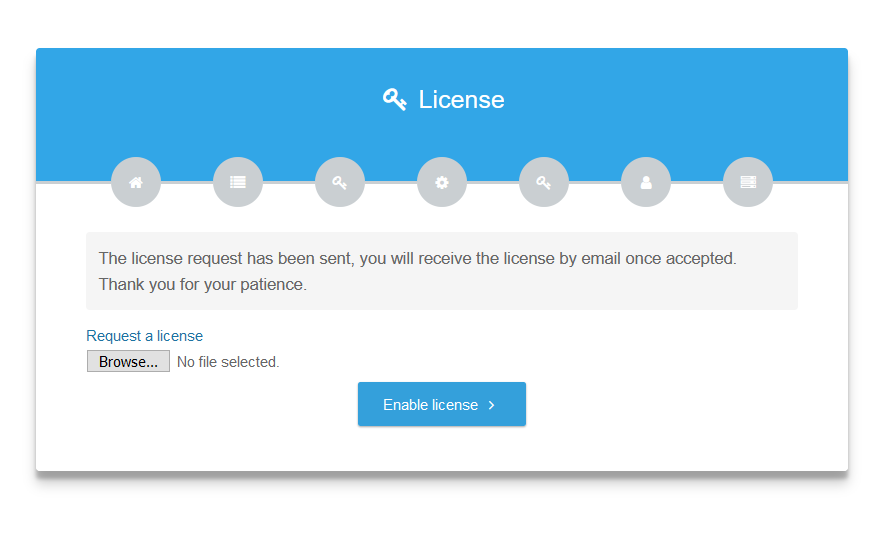 License
The license request has been sent, you will receive the license by email once accepted.
Thank you for your patience.
Request a license
Browse... No file selected.
Enable license